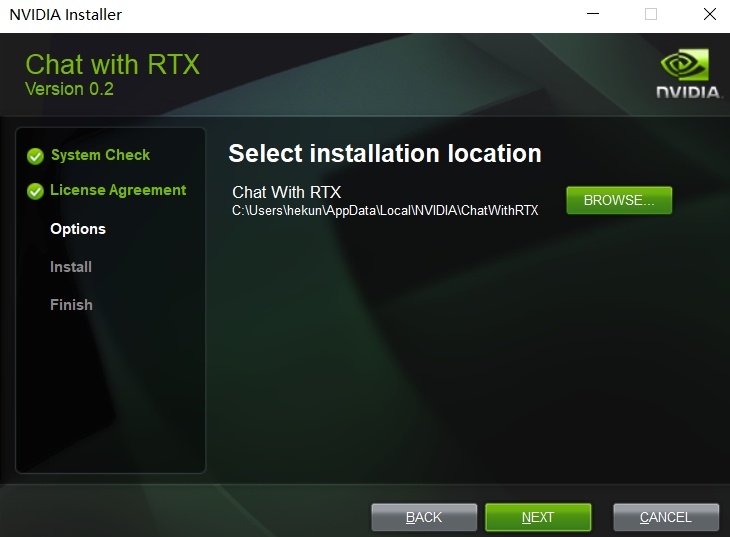 NVIDIA Installer
Chat with RTX
Version 0.2
NVIDIA.
System Check
License Agreement
Options
Install
Finish
Select installation location
Chat With RTX
C:\Users\hekun\AppData\Local\NVIDIA\ChatWithRTX
BROWSE...
BACK
NEXT
CANCEL